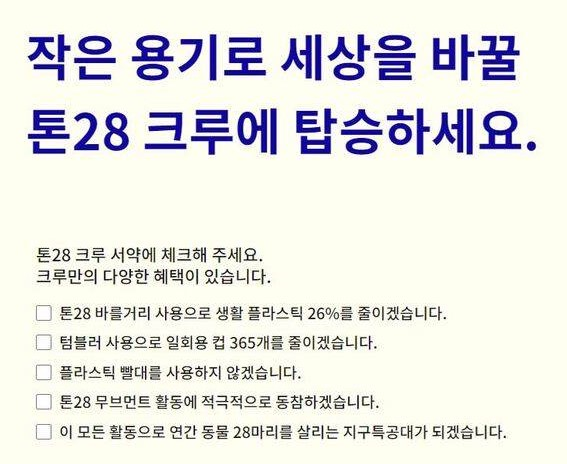 작은 용기로 세상을 바꿀
톤28 크루에 탑승하세요.
톤28 크루 서약에 체크해 주세요.
크루만의 다양한 혜택이 있습니다.
톤28 바를거리 사용으로 생활 플라스틱 26%를 줄이겠습니다.
텀블러 사용으로 일회용 컵 365개를 줄이겠습니다.
플라스틱 빨대를 사용하지 않겠습니다.
톤28 무브먼트 활동에 적극적으로 동참하겠습니다.
이 모든 활동으로 연간 동물 28마리를 살리는 지구특공대가 되겠습니다.